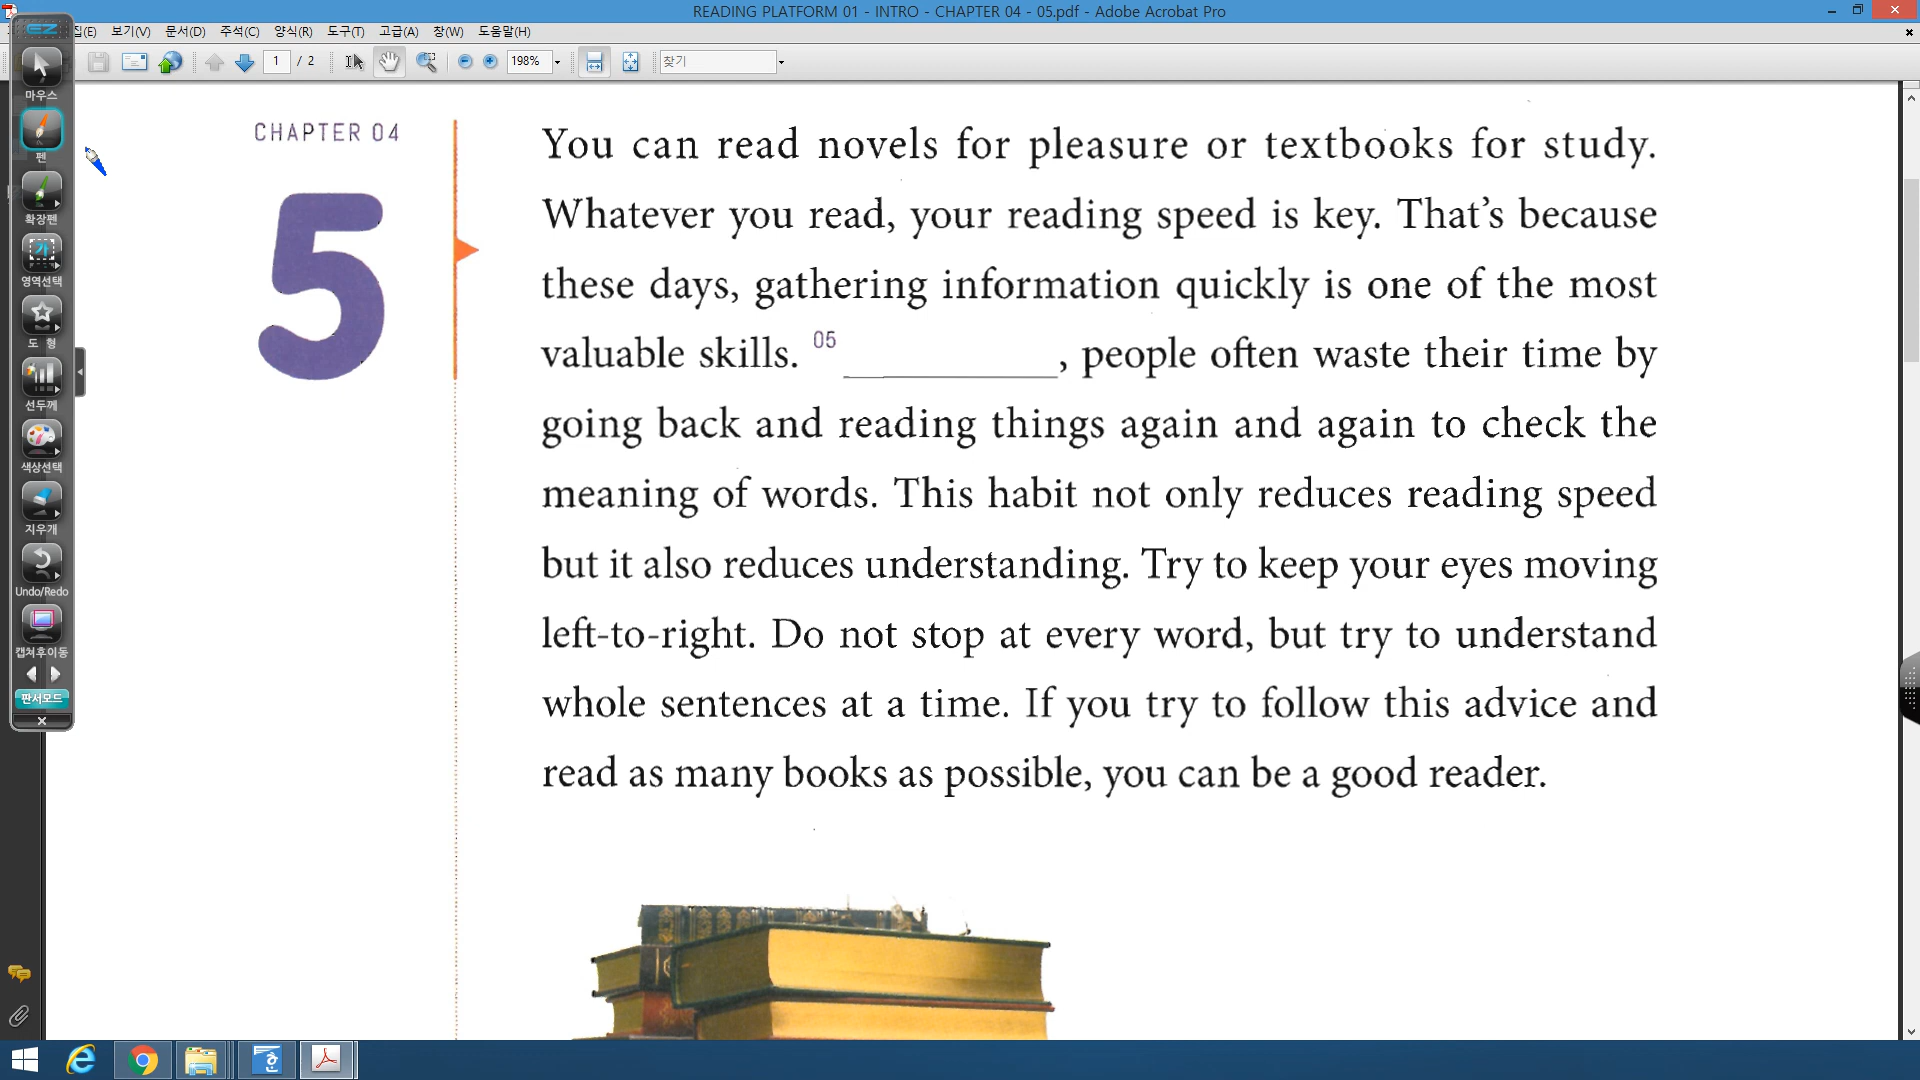 READING PLATFORM 01 - INTRO - CHAPTER 04 - 05.pdf - Adobe Acrobat Pro
집(E) 보기(V) 문서(D) 주석(C) 양식(R) 도구(T) 고급(A) 창(W) 도움말(H)
1 / 2 198% 찾기
EZ
마우스
펜
확장펜
가
영역선택
도 형
선두께
색상선택
지우개
Undo/Redo
캡쳐후이동
판서모드
CHAPTER 04
5
You can read novels for pleasure or textbooks for study.
Whatever you read, your reading speed is key. That's because
these days, gathering information quickly is one of the most
valuable skills. 05 __________, people often waste their time by
going back and reading things again and again to check the
meaning of words. This habit not only reduces reading speed
but it also reduces understanding. Try to keep your eyes moving
left-to-right. Do not stop at every word, but try to understand
whole sentences at a time. If you try to follow this advice and
read as many books as possible, you can be a good reader.